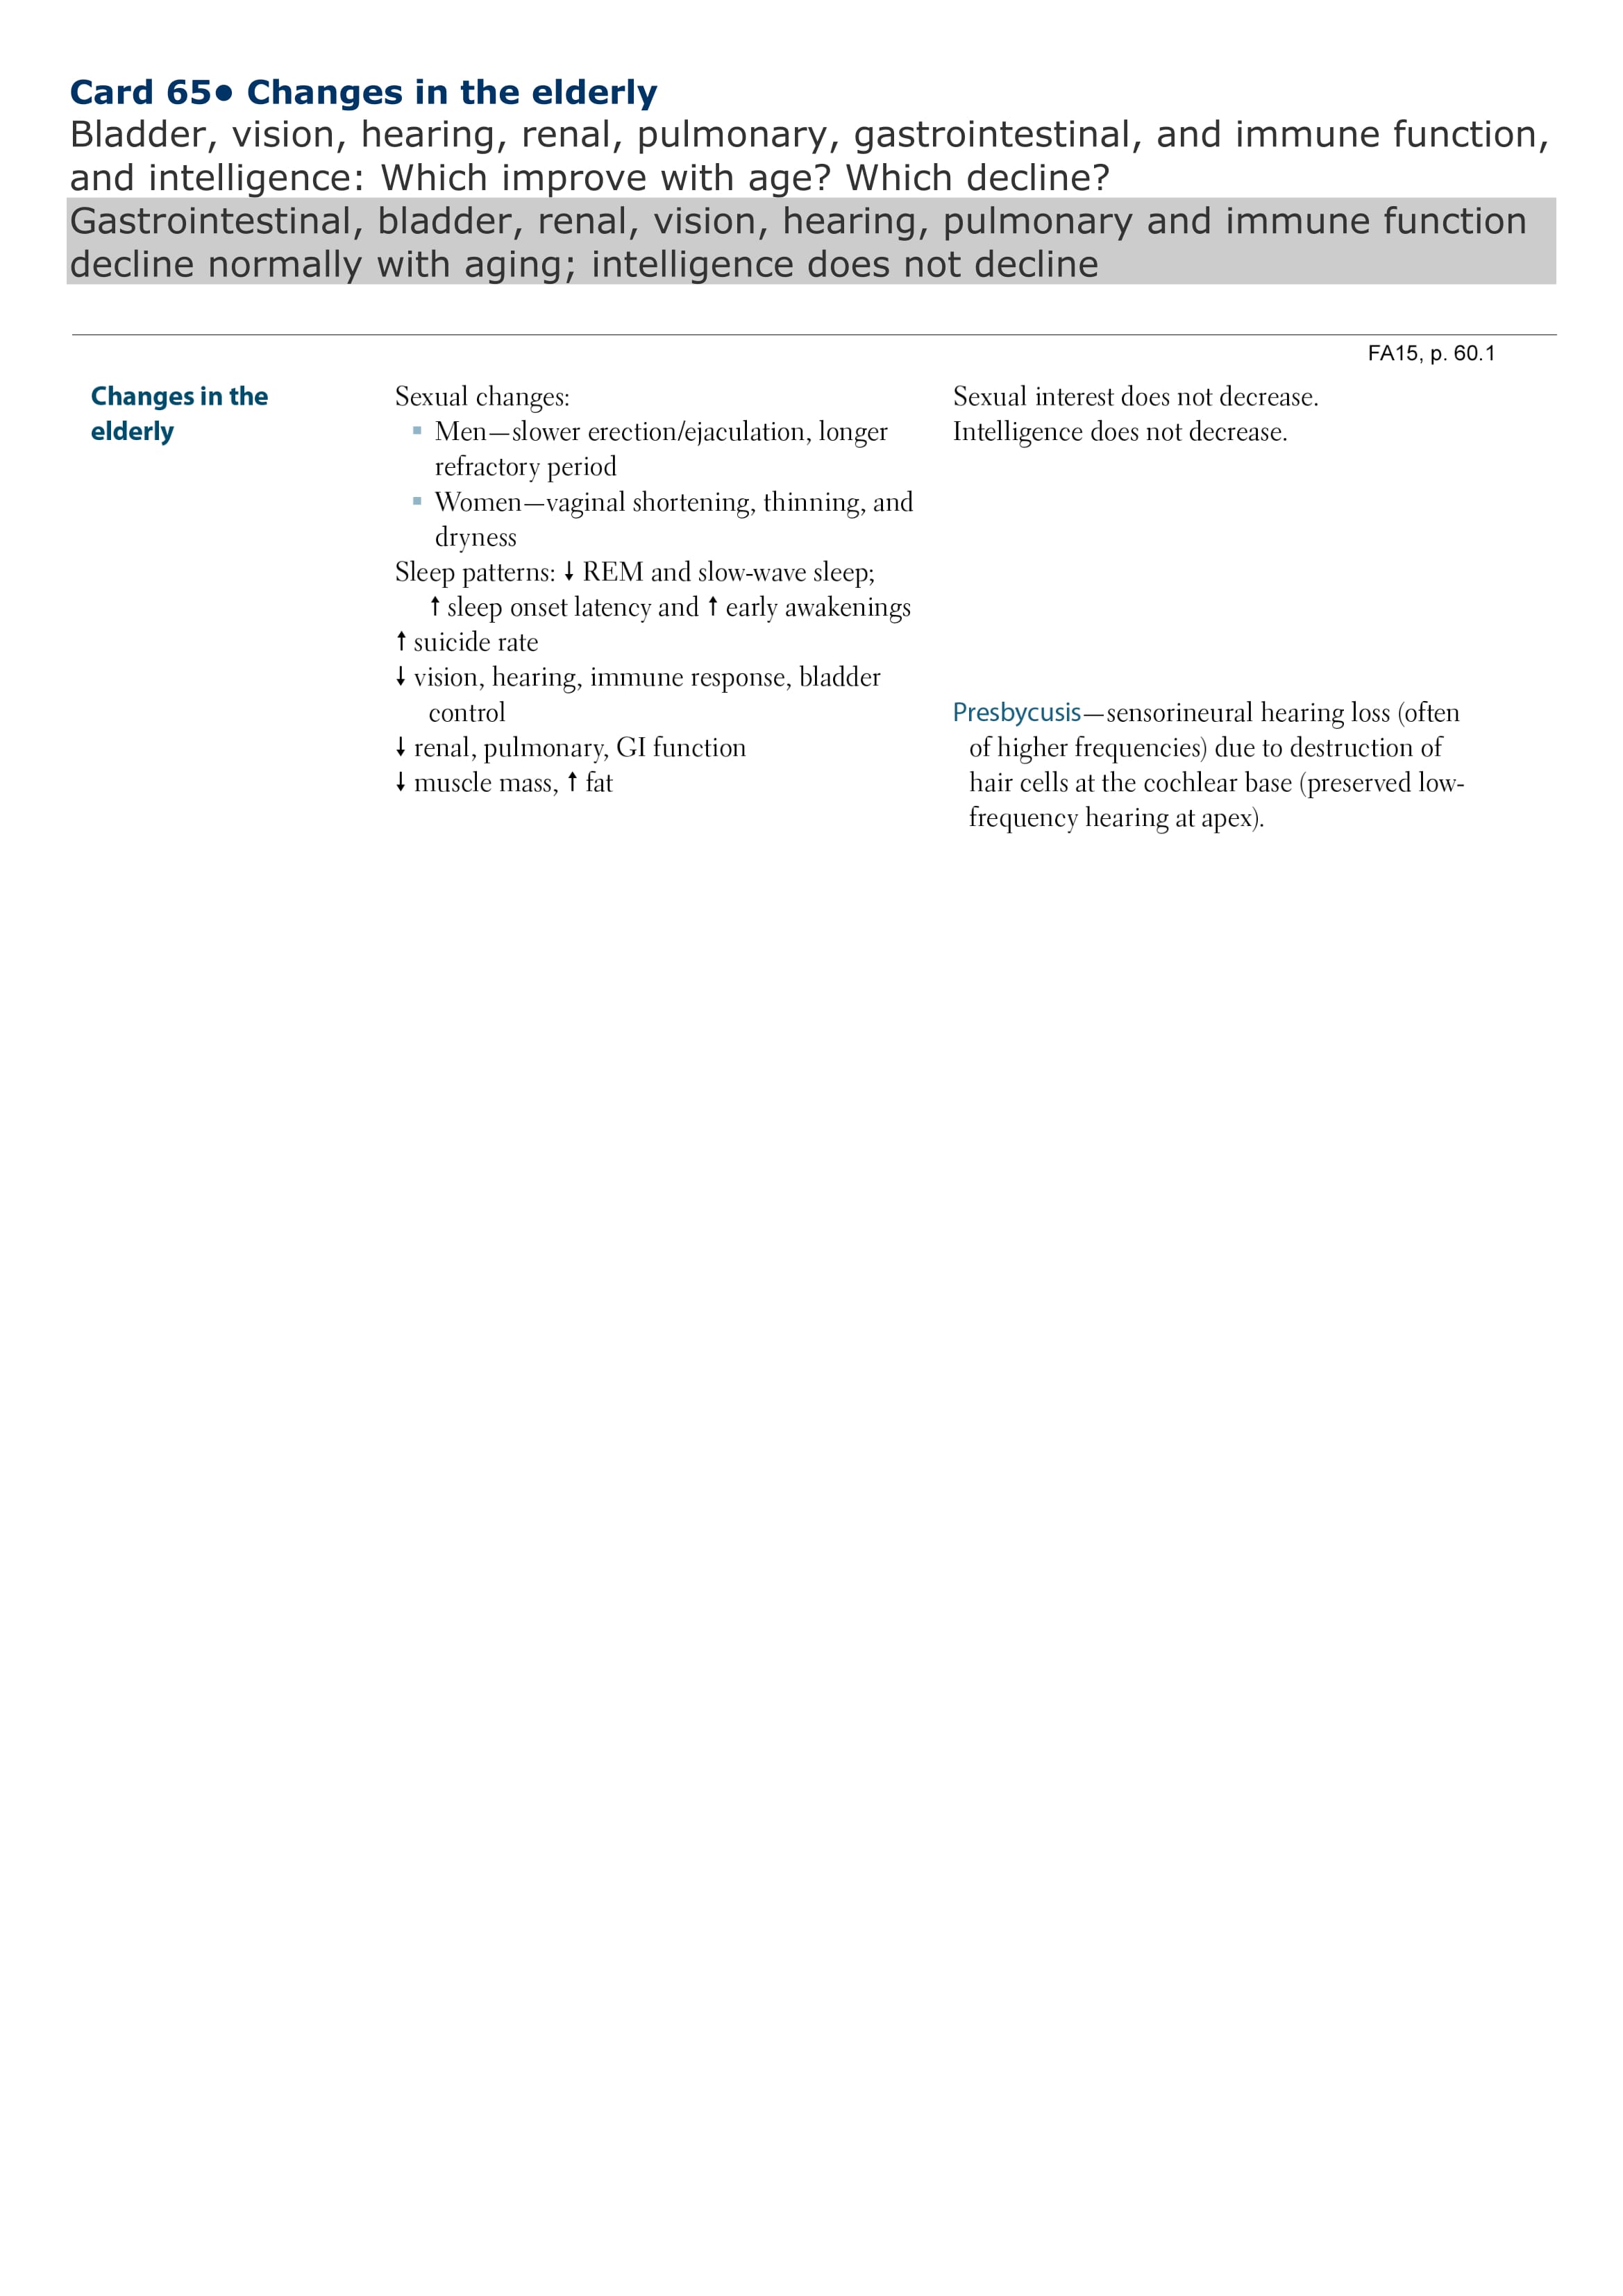 Card 65● Changes in the elderly
Bladder, vision, hearing, renal, pulmonary, gastrointestinal, and immune function,
and intelligence: Which improve with age? Which decline?
Gastrointestinal, bladder, renal, vision, hearing, pulmonary and immune function
decline normally with aging; intelligence does not decline
FA15, p. 60.1
Changes in the
elderly
Sexual changes:
▪ Men—slower erection/ejaculation, longer
refractory period
▪ Women—vaginal shortening, thinning, and
dryness
Sleep patterns: ↓ REM and slow-wave sleep;
↑ sleep onset latency and ↑ early awakenings
↑ suicide rate
↓ vision, hearing, immune response, bladder
control
↓ renal, pulmonary, GI function
↓ muscle mass, ↑ fat
Sexual interest does not decrease.
Intelligence does not decrease.
Presbycusis—sensorineural hearing loss (often
of higher frequencies) due to destruction of
hair cells at the cochlear base (preserved low-
frequency hearing at apex).